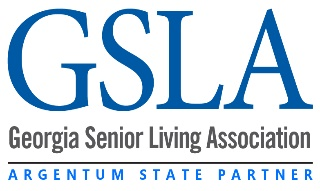 GSLA
Georgia Senior Living Association
ARGENTUM STATE PARTNER